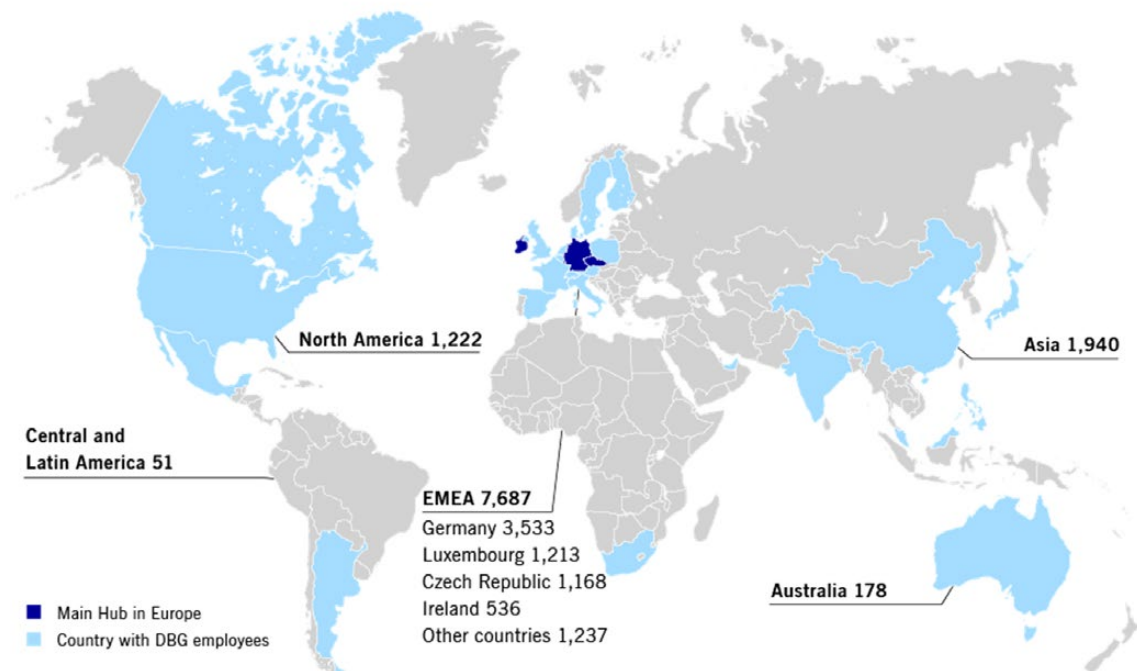 North America 1,222
Asia 1,940
Central and
Latin America 51
EMEA 7,687
Germany 3,533
Luxembourg 1,213
Czech Republic 1,168
Ireland 536
Other countries 1,237
Australia 178
Main Hub in Europe
Country with DBG employees